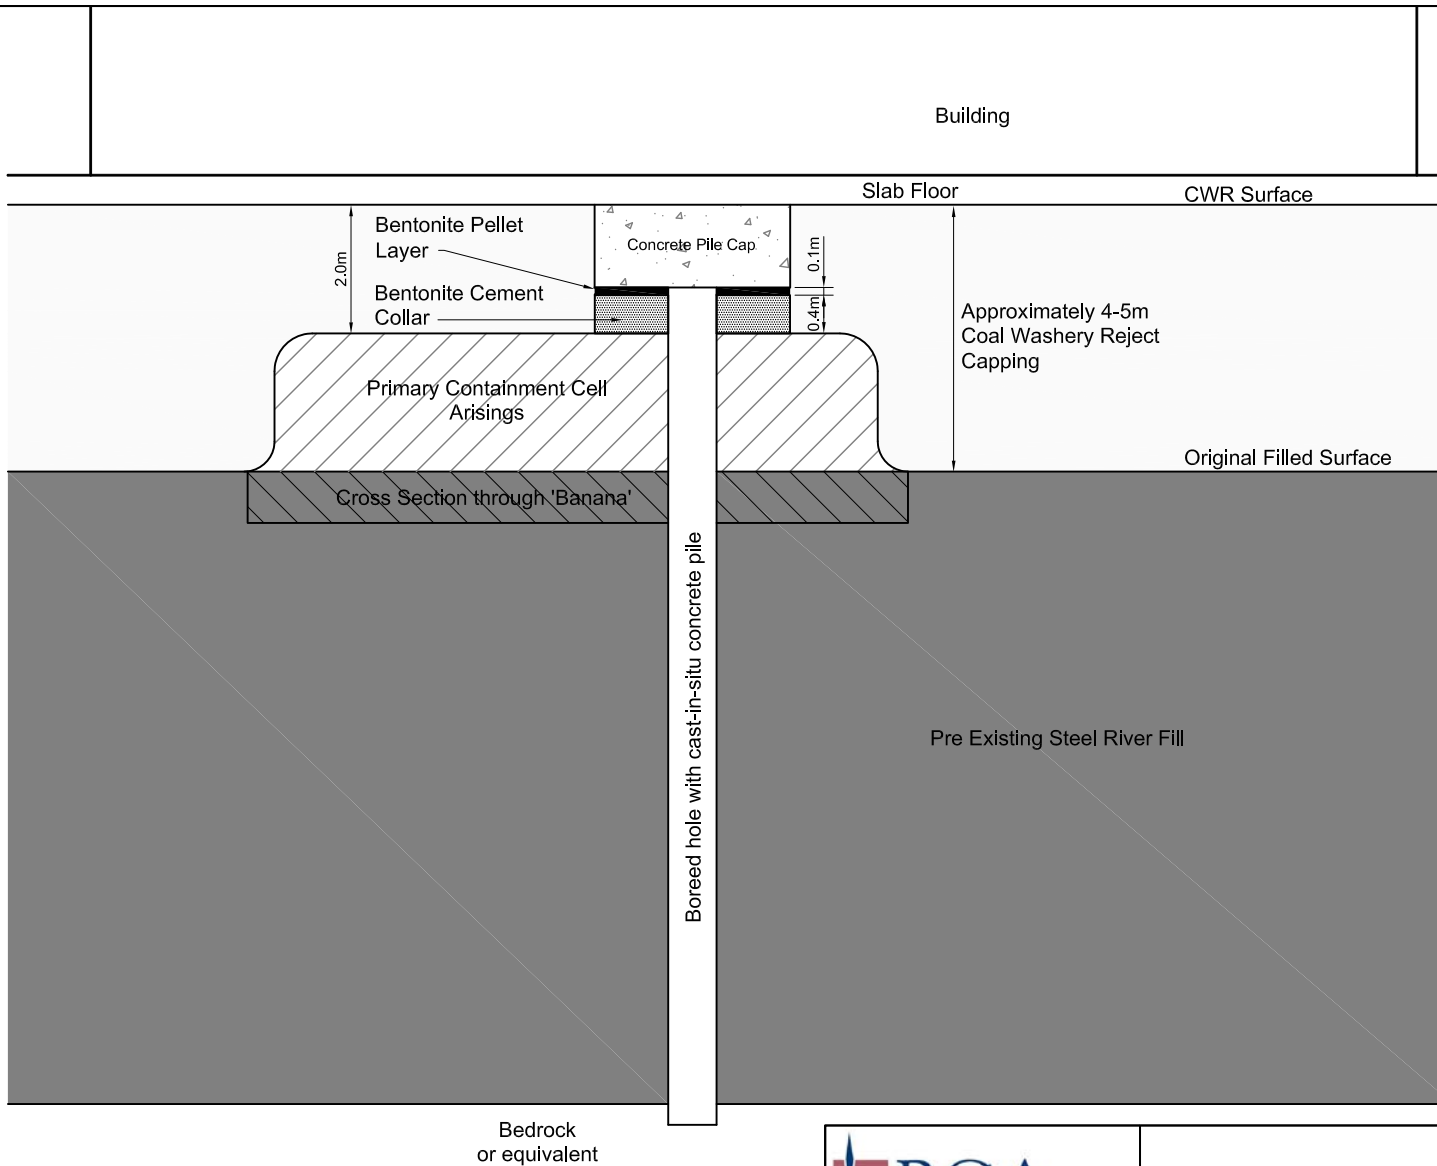 Building
Slab Floor
CWR Surface
Bentonite Pellet
Layer
2.0m
Concrete Pile Cap
0.1m
Bentonite Cement
Collar
0.4m
Approximately 4-5m
Coal Washery Reject
Capping
Primary Containment Cell
Arisings
Original Filled Surface
Cross Section through 'Banana'
Boreed hole with cast-in-situ concrete pile
Pre Existing Steel River Fill
Bedrock
or equivalent